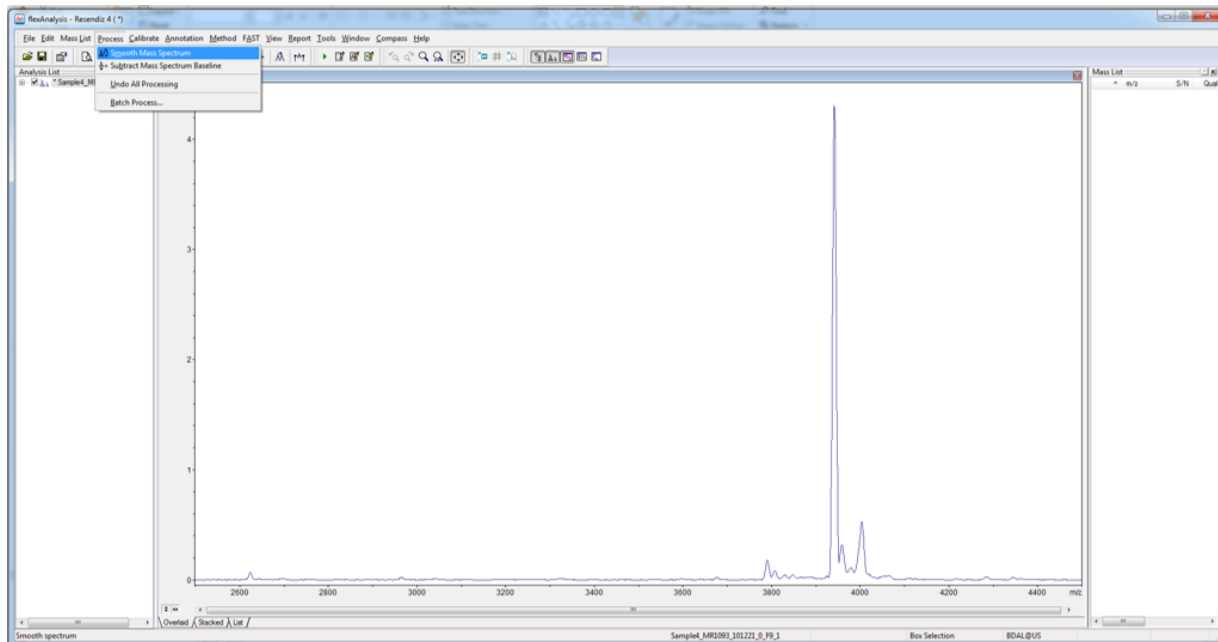 flexAnalysis - Resendiz 4 (*)
File Edit Mass List Process Calibrate Annotation Method FAST View Report Tools Window Compass Help
Smooth Mass Spectrum
Subtract Mass Spectrum Baseline
Undo All Processing
Batch Process...
Analysis List
Mass List
m/z S/N
4
3
2
1
0
2600 2800 3000 3200 3400 3600 3800 4000 4200 4400 m/z
Overlaid Stacked List
Smooth spectrum Sample4_MR1093_101221_0_F9_1 Box Selection BDAL@US